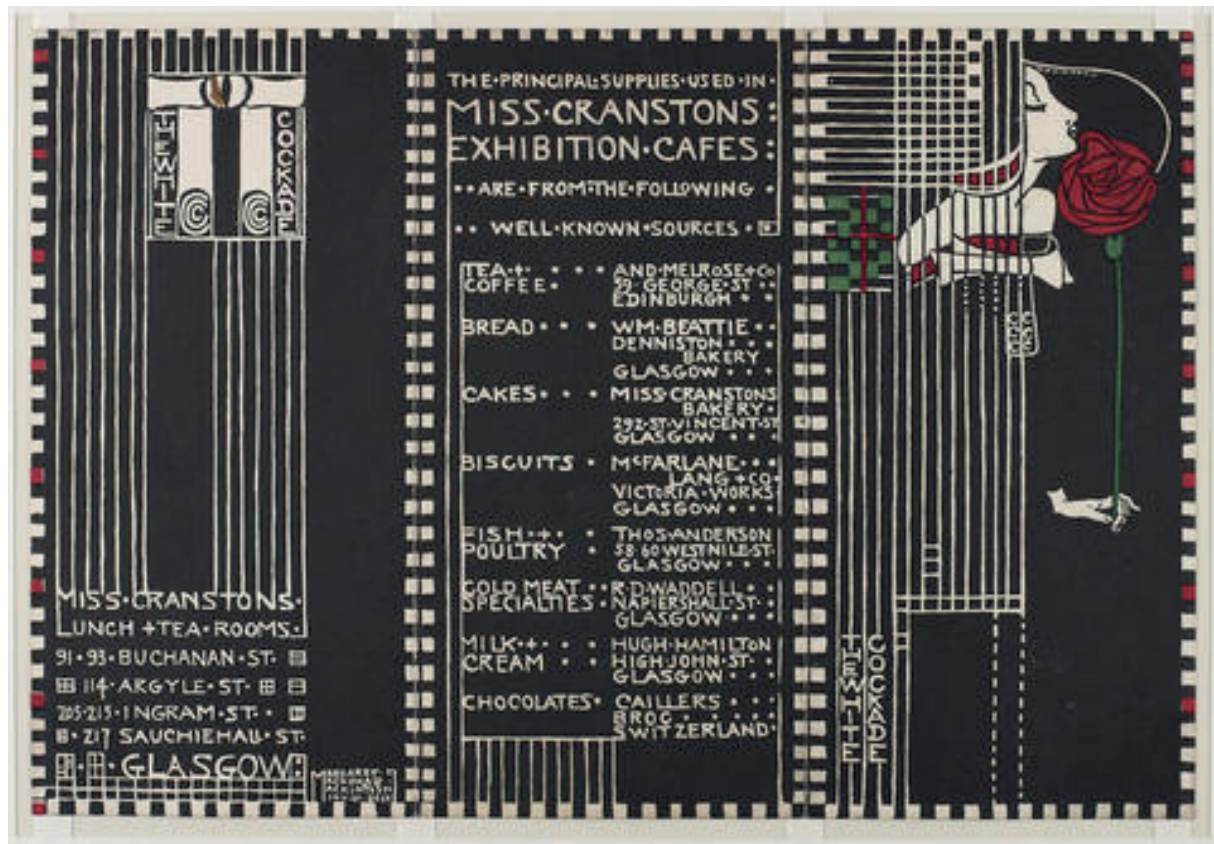 THE WHITE
COCKADE
C C
MISS·CRANSTONS·
LUNCH + TEA·ROOMS·
91·93·BUCHANAN·ST·
114·ARGYLE·ST·
205·215·INGRAM·ST·
217 SAUCHIEHALL·ST·
GLASGOW:
MARGARET
MACDONALD
MACKINTOSH
THE·PRINCIPAL·SUPPLIES·USED·IN·
MISS·CRANSTONS:
EXHIBITION·CAFES:
··ARE·FROM·THE·FOLLOWING·
··WELL·KNOWN·SOURCES·
TEA·+····AND·MELROSE+Co
COFFEE·59·GEORGE·ST··
EDINBURGH··
BREAD····WM·BEATTIE··
DENNISTON··
BAKERY
GLASGOW···
CAKES···MISS·CRANSTONS
BAKERY·
292·ST·VINCENT·ST
GLASGOW···
BISCUITS·McFARLANE···
LANG+CO·
VICTORIA·WORKS
GLASGOW···
FISH·+··THOS·ANDERSON
POULTRY·58·60 WEST NILE·ST·
GLASGOW···
COLD MEAT··R·D·WADDELL··
SPECIALTIES·NAPIERSHALL·ST··
GLASGOW···
MILK·+··HUGH·HAMILTON
CREAM··HIGH·JOHN·ST··
GLASGOW···
CHOCOLATES·CAILLERS···
BROC·····
SWITZERLAND·
THE WHITE
COCKADE